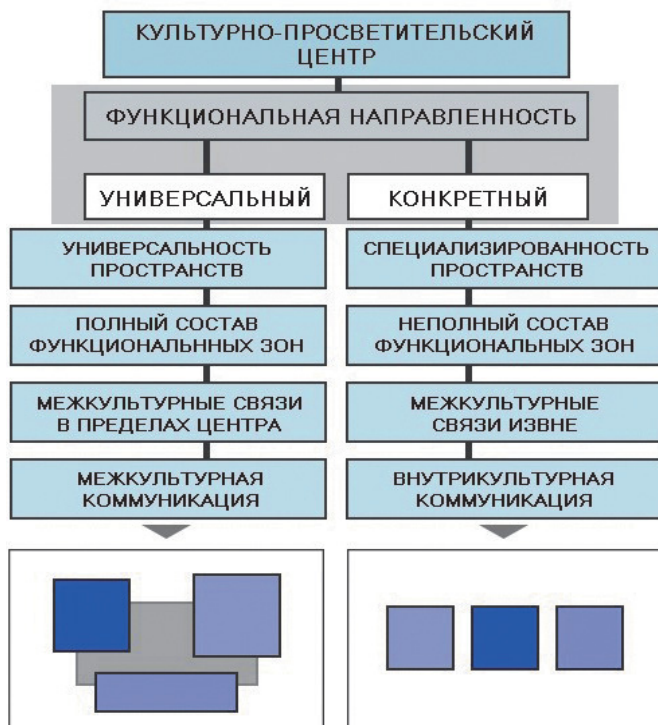 КУЛЬТУРНО-ПРОСВЕТИТЕЛЬСКИЙ
ЦЕНТР
ФУНКЦИОНАЛЬНАЯ НАПРАВЛЕННОСТЬ
УНИВЕРСАЛЬНЫЙ
КОНКРЕТНЫЙ
УНИВЕРСАЛЬНОСТЬ
ПРОСТРАНСТВ
СПЕЦИАЛИЗИРОВАННОСТЬ
ПРОСТРАНСТВ
ПОЛНЫЙ СОСТАВ
ФУНКЦИОНАЛЬННЫХ ЗОН
НЕПОЛНЫЙ СОСТАВ
ФУНКЦИОНАЛЬНЫХ ЗОН
МЕЖКУЛЬТУРНЫЕ СВЯЗИ
В ПРЕДЕЛАХ ЦЕНТРА
МЕЖКУЛЬТУРНЫЕ
СВЯЗИ ИЗВНЕ
МЕЖКУЛЬТУРНАЯ
КОММУНИКАЦИЯ
ВНУТРИКУЛЬТУРНАЯ
КОММУНИКАЦИЯ